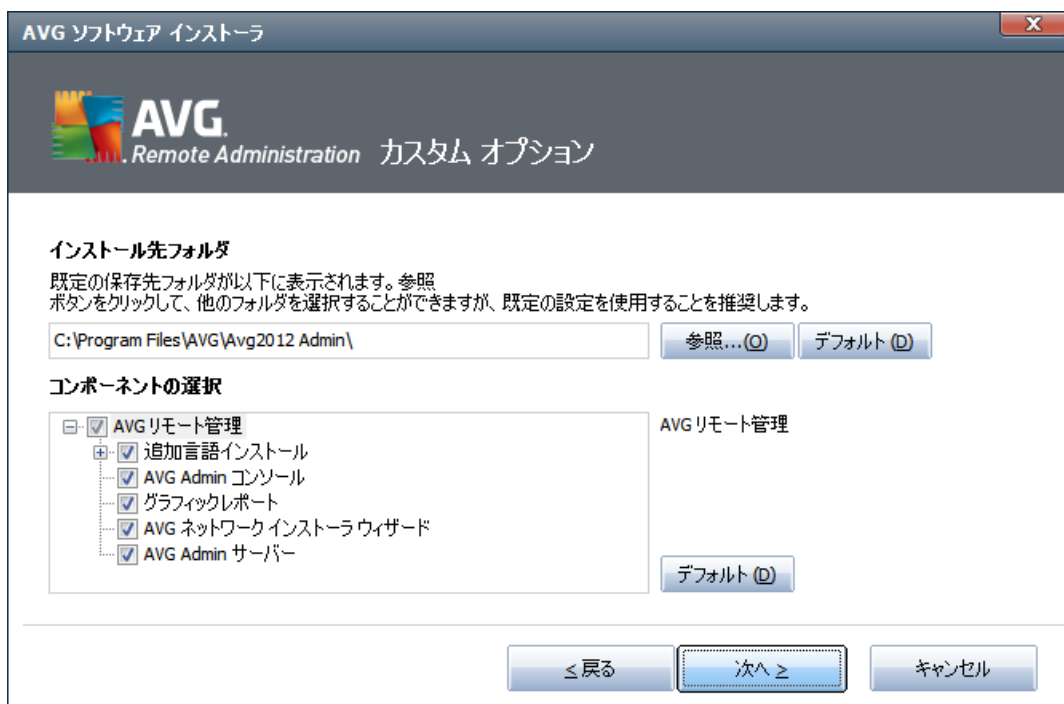 AVG ソフトウェア インストーラ
AVG.
Remote Administration カスタム オプション
インストール先フォルダ
既定の保存先フォルダが以下に表示されます。参照
ボタンをクリックして、他のフォルダを選択することができますが、既定の設定を使用することを推奨します。
C:\Program Files\AVG\Avg2012 Admin\ 参照...(O) デフォルト (D)
コンポーネントの選択
AVG リモート管理 AVG リモート管理
追加言語インストール
AVG Admin コンソール
グラフィックレポート
AVG ネットワーク インストーラ ウィザード
AVG Admin サーバー
デフォルト (D)
≤ 戻る 次へ ≥ キャンセル